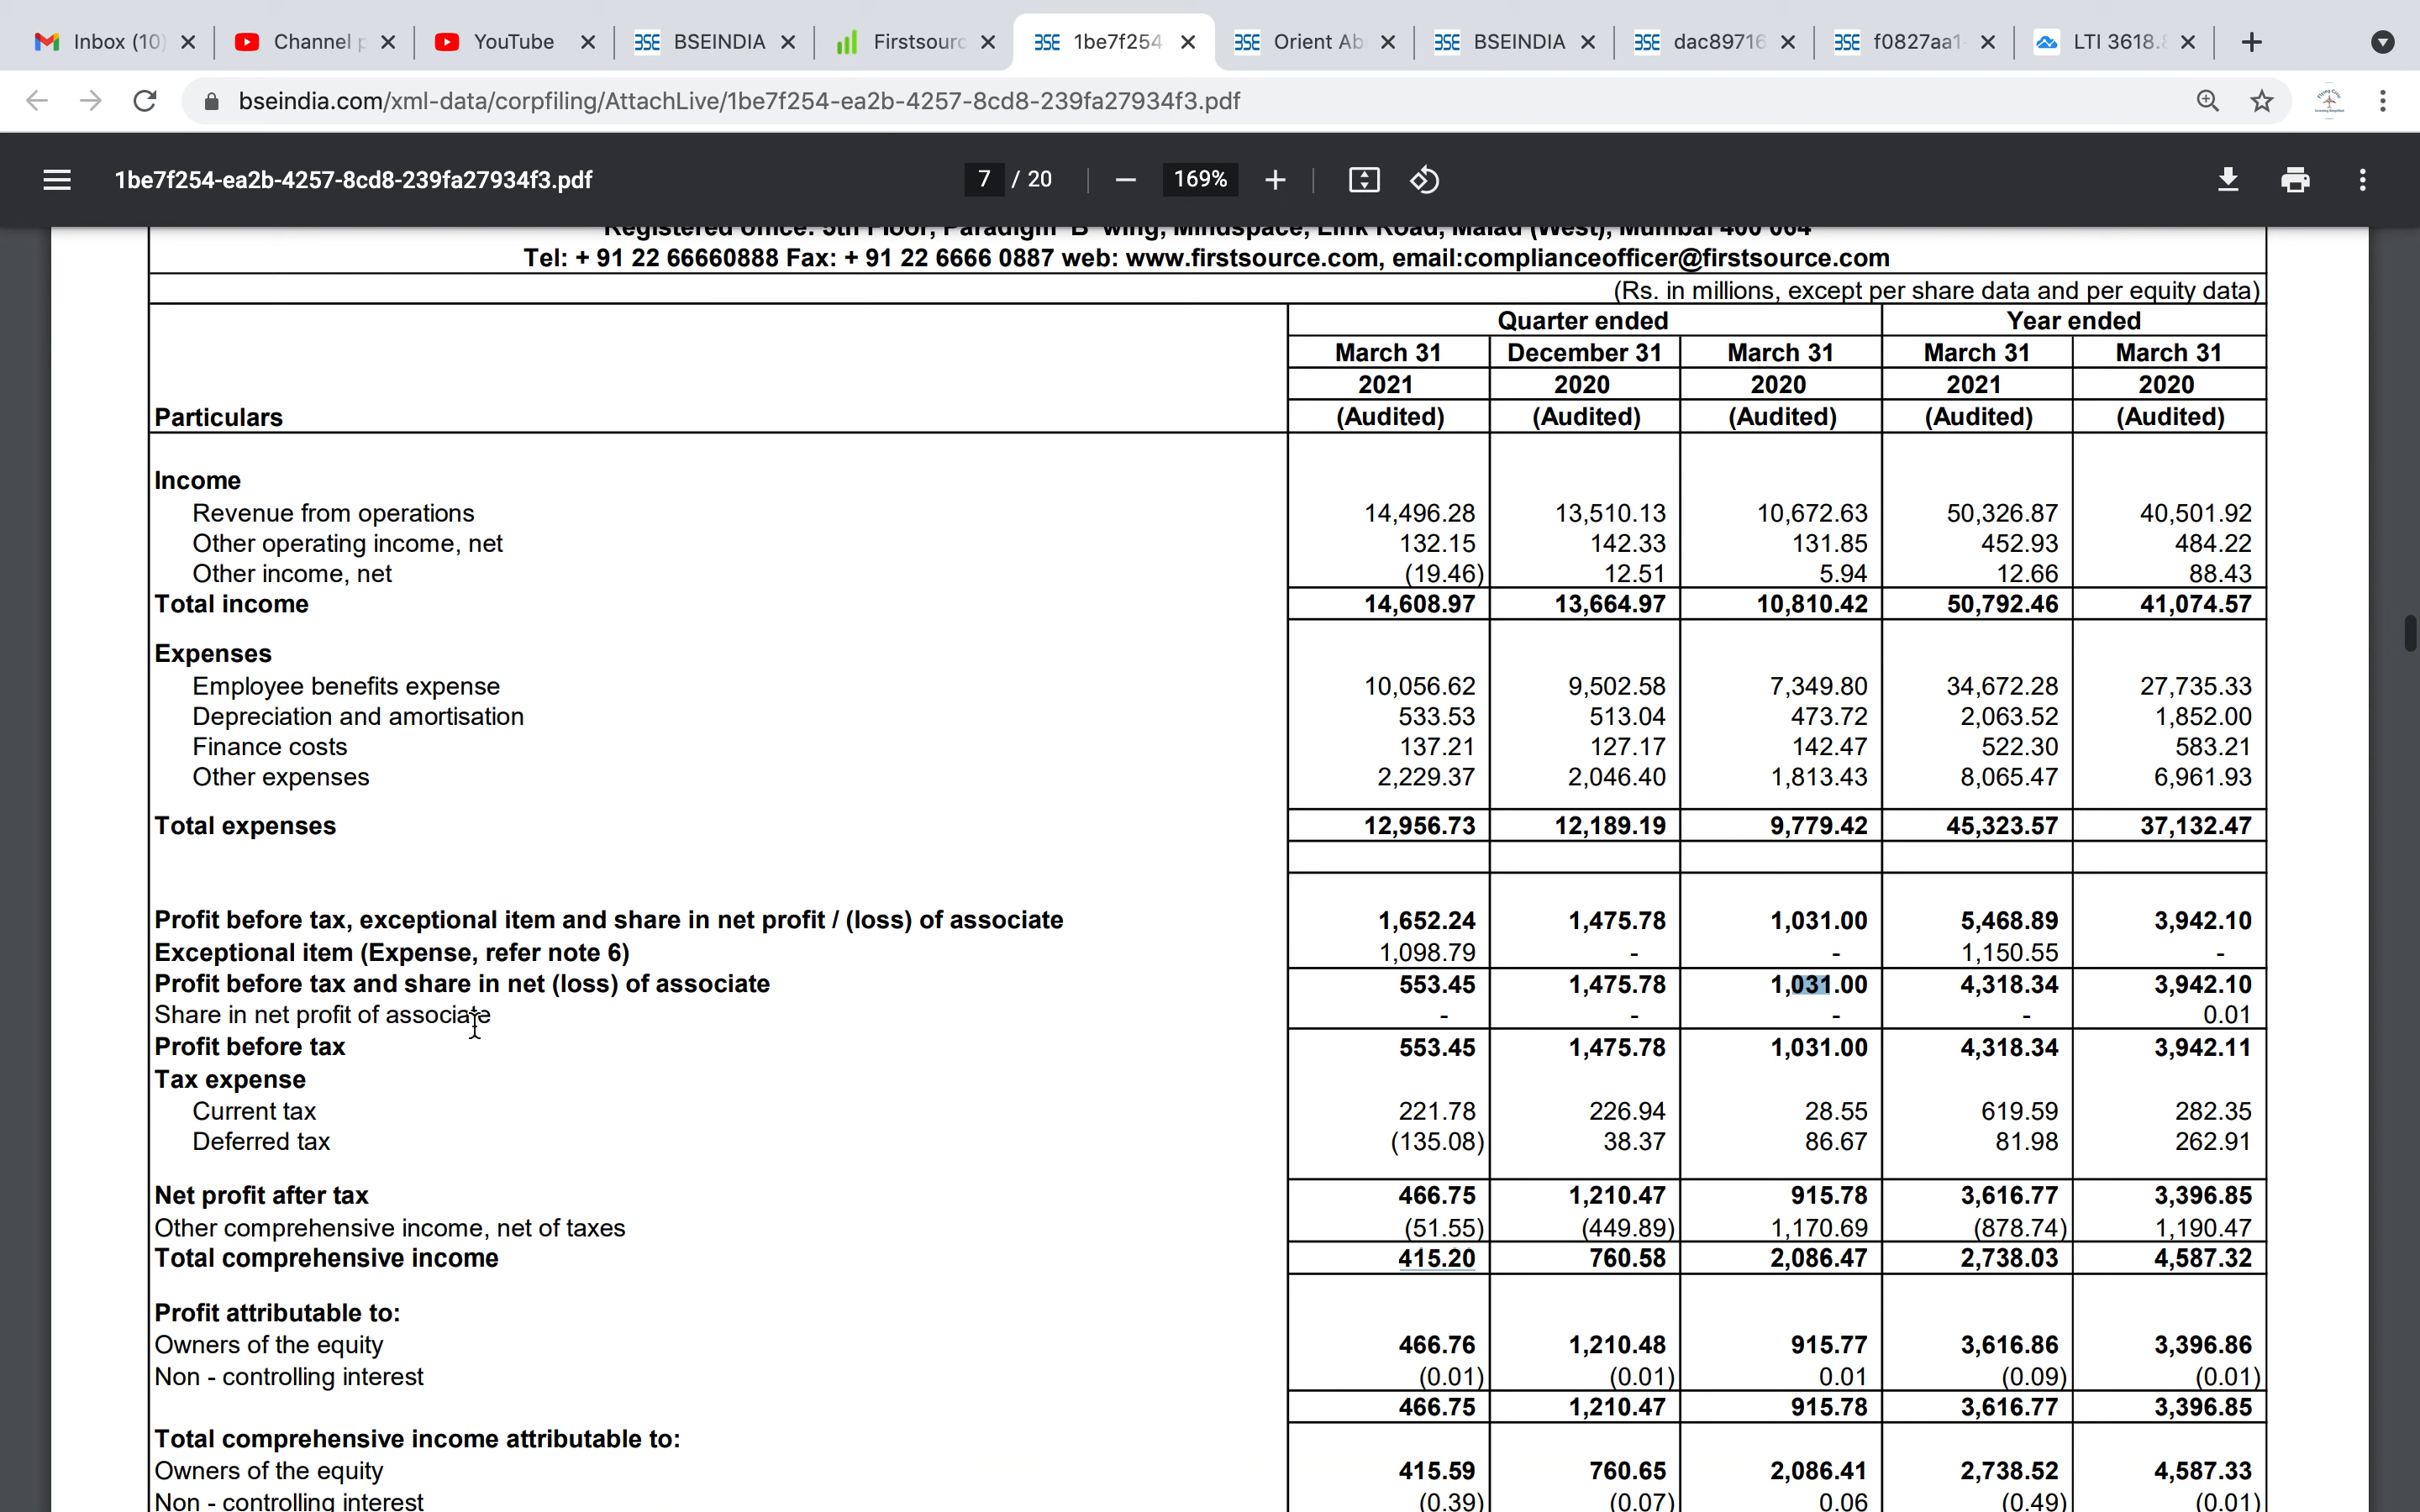 Inbox (10)
Channel p
YouTube
BSEINDIA
Firstsourc
1be7f254
Orient Ab
BSEINDIA
dac89716
f0827aa1
LTI 3618.
bseindia.com/xml-data/corpfiling/AttachLive/1be7f254-ea2b-4257-8cd8-239fa27934f3.pdf
1be7f254-ea2b-4257-8cd8-239fa27934f3.pdf 7 / 20 169%
Registered office: 5th Floor, Paradigm 'B' wing, Mindspace, Link Road, Malad (West), Mumbai 400 064
Tel: + 91 22 66660888 Fax: + 91 22 6666 0887 web: www.firstsource.com, email:complianceofficer@firstsource.com
(Rs. in millions, except per share data and per equity data)
Quarter ended Year ended
March 31 December 31 March 31 March 31 March 31
2021 2020 2020 2021 2020
Particulars (Audited) (Audited) (Audited) (Audited) (Audited)
Income
Revenue from operations 14,496.28 13,510.13 10,672.63 50,326.87 40,501.92
Other operating income, net 132.15 142.33 131.85 452.93 484.22
Other income, net (19.46) 12.51 5.94 12.66 88.43
Total income 14,608.97 13,664.97 10,810.42 50,792.46 41,074.57
Expenses
Employee benefits expense 10,056.62 9,502.58 7,349.80 34,672.28 27,735.33
Depreciation and amortisation 533.53 513.04 473.72 2,063.52 1,852.00
Finance costs 137.21 127.17 142.47 522.30 583.21
Other expenses 2,229.37 2,046.40 1,813.43 8,065.47 6,961.93
Total expenses 12,956.73 12,189.19 9,779.42 45,323.57 37,132.47
Profit before tax, exceptional item and share in net profit / (loss) of associate 1,652.24 1,475.78 1,031.00 5,468.89 3,942.10
Exceptional item (Expense, refer note 6) 1,098.79 - - 1,150.55 -
Profit before tax and share in net (loss) of associate 553.45 1,475.78 1,031.00 4,318.34 3,942.10
Share in net profit of associate - - - - 0.01
Profit before tax 553.45 1,475.78 1,031.00 4,318.34 3,942.11
Tax expense
Current tax 221.78 226.94 28.55 619.59 282.35
Deferred tax (135.08) 38.37 86.67 81.98 262.91
Net profit after tax 466.75 1,210.47 915.78 3,616.77 3,396.85
Other comprehensive income, net of taxes (51.55) (449.89) 1,170.69 (878.74) 1,190.47
Total comprehensive income 415.20 760.58 2,086.47 2,738.03 4,587.32
Profit attributable to:
Owners of the equity 466.76 1,210.48 915.77 3,616.86 3,396.86
Non - controlling interest (0.01) (0.01) 0.01 (0.09) (0.01)
466.75 1,210.47 915.78 3,616.77 3,396.85
Total comprehensive income attributable to:
Owners of the equity 415.59 760.65 2,086.41 2,738.52 4,587.33
Non - controlling interest (0.39) (0.07) 0.06 (0.49) (0.01)